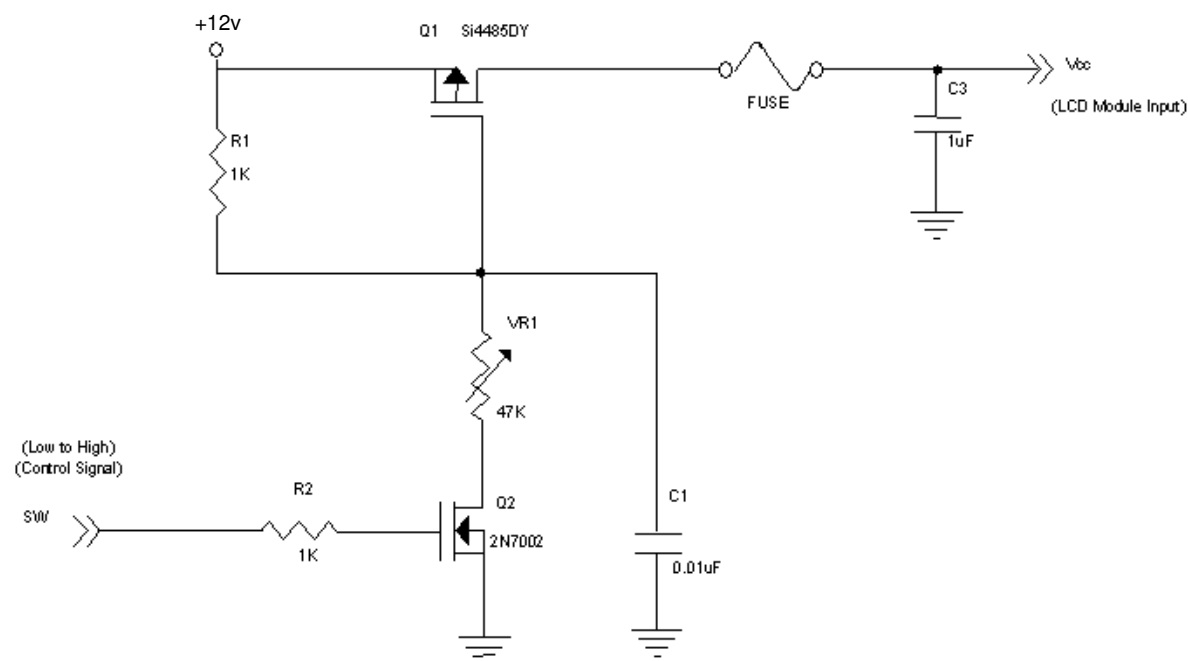 +12v
Q1 Si4485DY
FUSE
Vcc
(LCD Module Input)
C3
1uF
R1
1K
VR1
47K
(Low to High)
(Control Signal)
SW
R2
1K
Q2
2N7002
C1
0.01uF